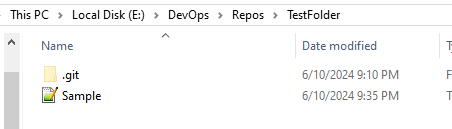 This PC > Local Disk (E:) > DevOps > Repos > TestFolder
Name Date modified
.git 6/10/2024 9:10 PM
Sample 6/10/2024 9:35 PM